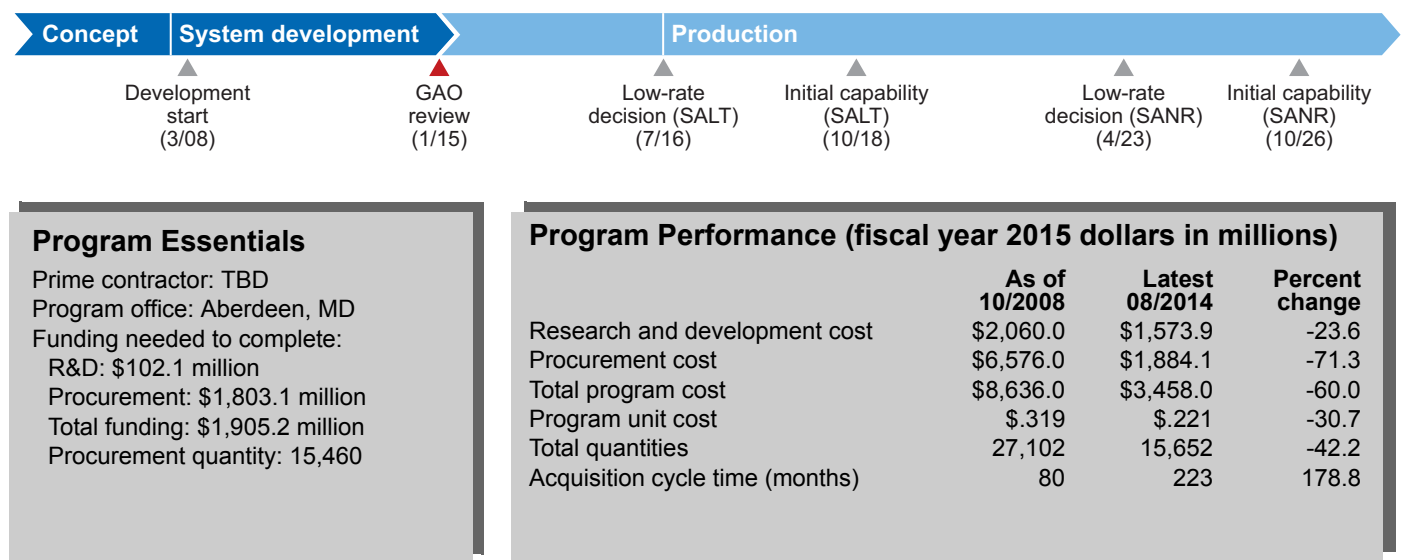 Concept System development Production
Development start (3/08)
GAO review (1/15)
Low-rate decision (SALT) (7/16)
Initial capability (SALT) (10/18)
Low-rate decision (SANR) (4/23)
Initial capability (SANR) (10/26)
Program Essentials
Prime contractor: TBD
Program office: Aberdeen, MD
Funding needed to complete:
R&D: $102.1 million
Procurement: $1,803.1 million
Total funding: $1,905.2 million
Procurement quantity: 15,460
Program Performance (fiscal year 2015 dollars in millions)
As of 10/2008 Latest 08/2014 Percent change
Research and development cost $2,060.0 $1,573.9 -23.6
Procurement cost $6,576.0 $1,884.1 -71.3
Total program cost $8,636.0 $3,458.0 -60.0
Program unit cost $.319 $.221 -30.7
Total quantities 27,102 15,652 -42.2
Acquisition cycle time (months) 80 223 178.8